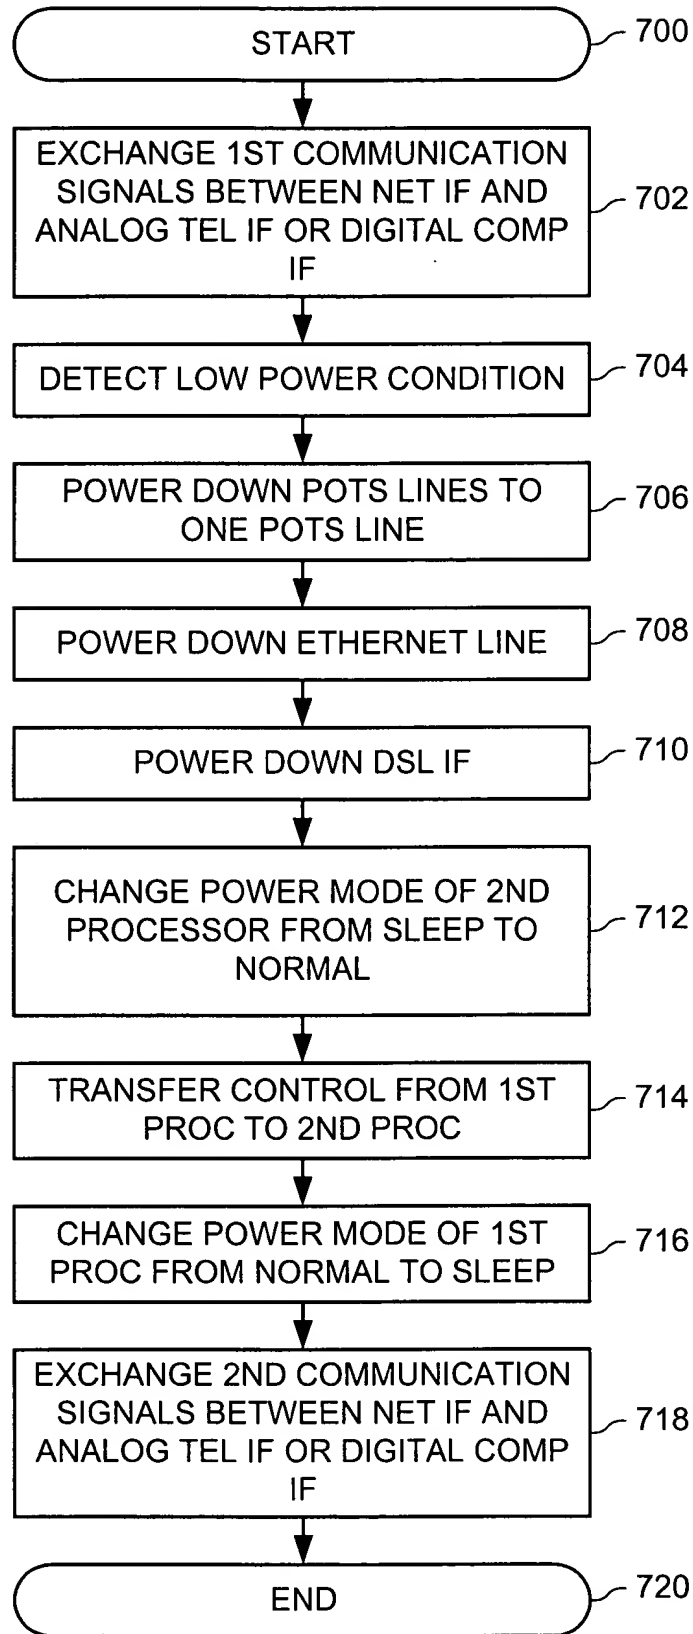 START
700
EXCHANGE 1ST COMMUNICATION
SIGNALS BETWEEN NET IF AND
ANALOG TEL IF OR DIGITAL COMP
IF
702
DETECT LOW POWER CONDITION
704
POWER DOWN POTS LINES TO
ONE POTS LINE
706
POWER DOWN ETHERNET LINE
708
POWER DOWN DSL IF
710
CHANGE POWER MODE OF 2ND
PROCESSOR FROM SLEEP TO
NORMAL
712
TRANSFER CONTROL FROM 1ST
PROC TO 2ND PROC
714
CHANGE POWER MODE OF 1ST
PROC FROM NORMAL TO SLEEP
716
EXCHANGE 2ND COMMUNICATION
SIGNALS BETWEEN NET IF AND
ANALOG TEL IF OR DIGITAL COMP
IF
718
END
720